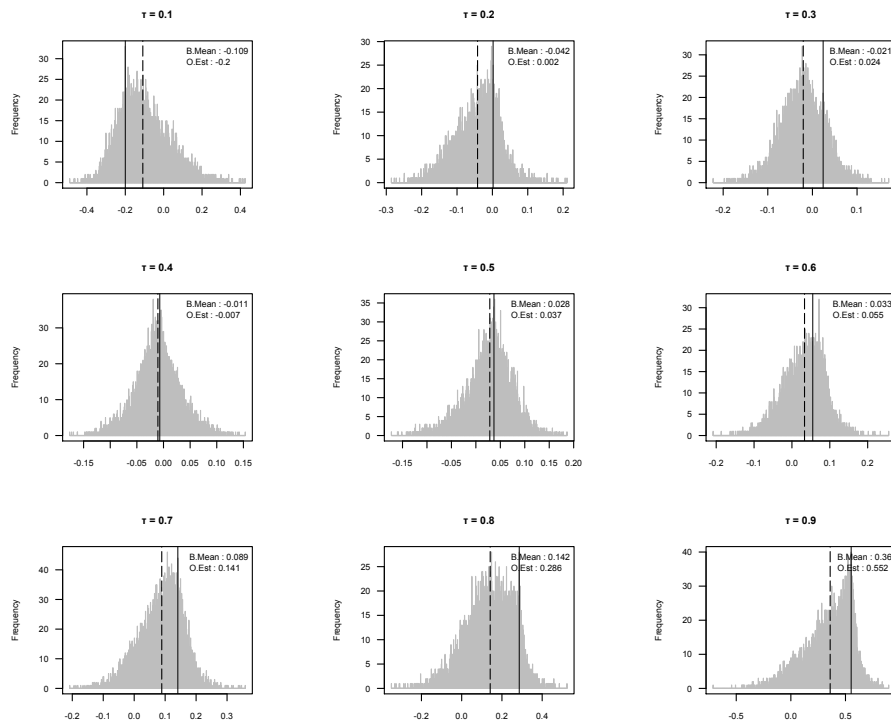 τ = 0.1
B.Mean : -0.109
O.Est : -0.2
Frequency
0 5 10 15 20 25 30
-0.4 -0.2 0.0 0.2 0.4
τ = 0.2
B.Mean : -0.042
O.Est : 0.002
0 5 10 15 20 25 30
-0.3 -0.2 -0.1 0.0 0.1 0.2
τ = 0.3
B.Mean : -0.021
O.Est : 0.024
Frequency
0 5 10 15 20 25 30
-0.2 -0.1 0.0 0.1
τ = 0.4
B.Mean : -0.011
O.Est : -0.007
Frequency
0 10 20 30
-0.15 -0.05 0.00 0.05 0.10 0.15
τ = 0.5
B.Mean : 0.028
O.Est : 0.037
Frequency
0 5 10 15 20 25 30 35
-0.15 -0.05 0.05 0.10 0.15 0.20
τ = 0.6
B.Mean : 0.033
O.Est : 0.055
Frequency
0 5 10 15 20 25 30
-0.2 -0.1 0.0 0.1 0.2
τ = 0.7
B.Mean : 0.089
O.Est : 0.141
Frequency
0 10 20 30 40
-0.2 -0.1 0.0 0.1 0.2 0.3
τ = 0.8
B.Mean : 0.142
O.Est : 0.286
Frequency
0 5 10 15 20 25
-0.2 0.0 0.2 0.4
τ = 0.9
B.Mean : 0.36
O.Est : 0.552
Frequency
0 10 20 30 40
-0.5 0.0 0.5